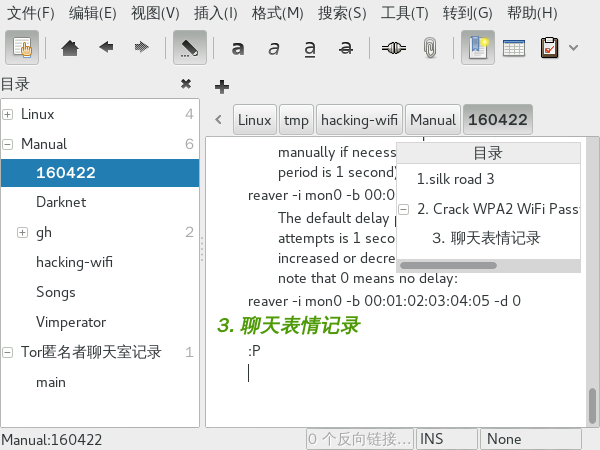 文件(F) 编辑(E) 视图(V) 插入(I) 格式(M) 搜索(S) 工具(T) 转到(G) 帮助(H)
a a a a
目录
Linux 4
Manual 6
160422
Darknet
gh 2
hacking-wifi
Songs
Vimperator
Tor匿名者聊天室记录 1
main
Linux tmp hacking-wifi Manual 160422
manually if necess
period is 1 second)
reaver -i mon0 -b 00:0
The default delay
attempts is 1 seco
increased or decre
note that 0 means no delay:
reaver -i mon0 -b 00:01:02:03:04:05 -d 0
3. 聊天表情记录
:P
目录
1.silk road 3
2. Crack WPA2 WiFi Pass
3. 聊天表情记录
Manual:160422
0 个反向链接... INS None